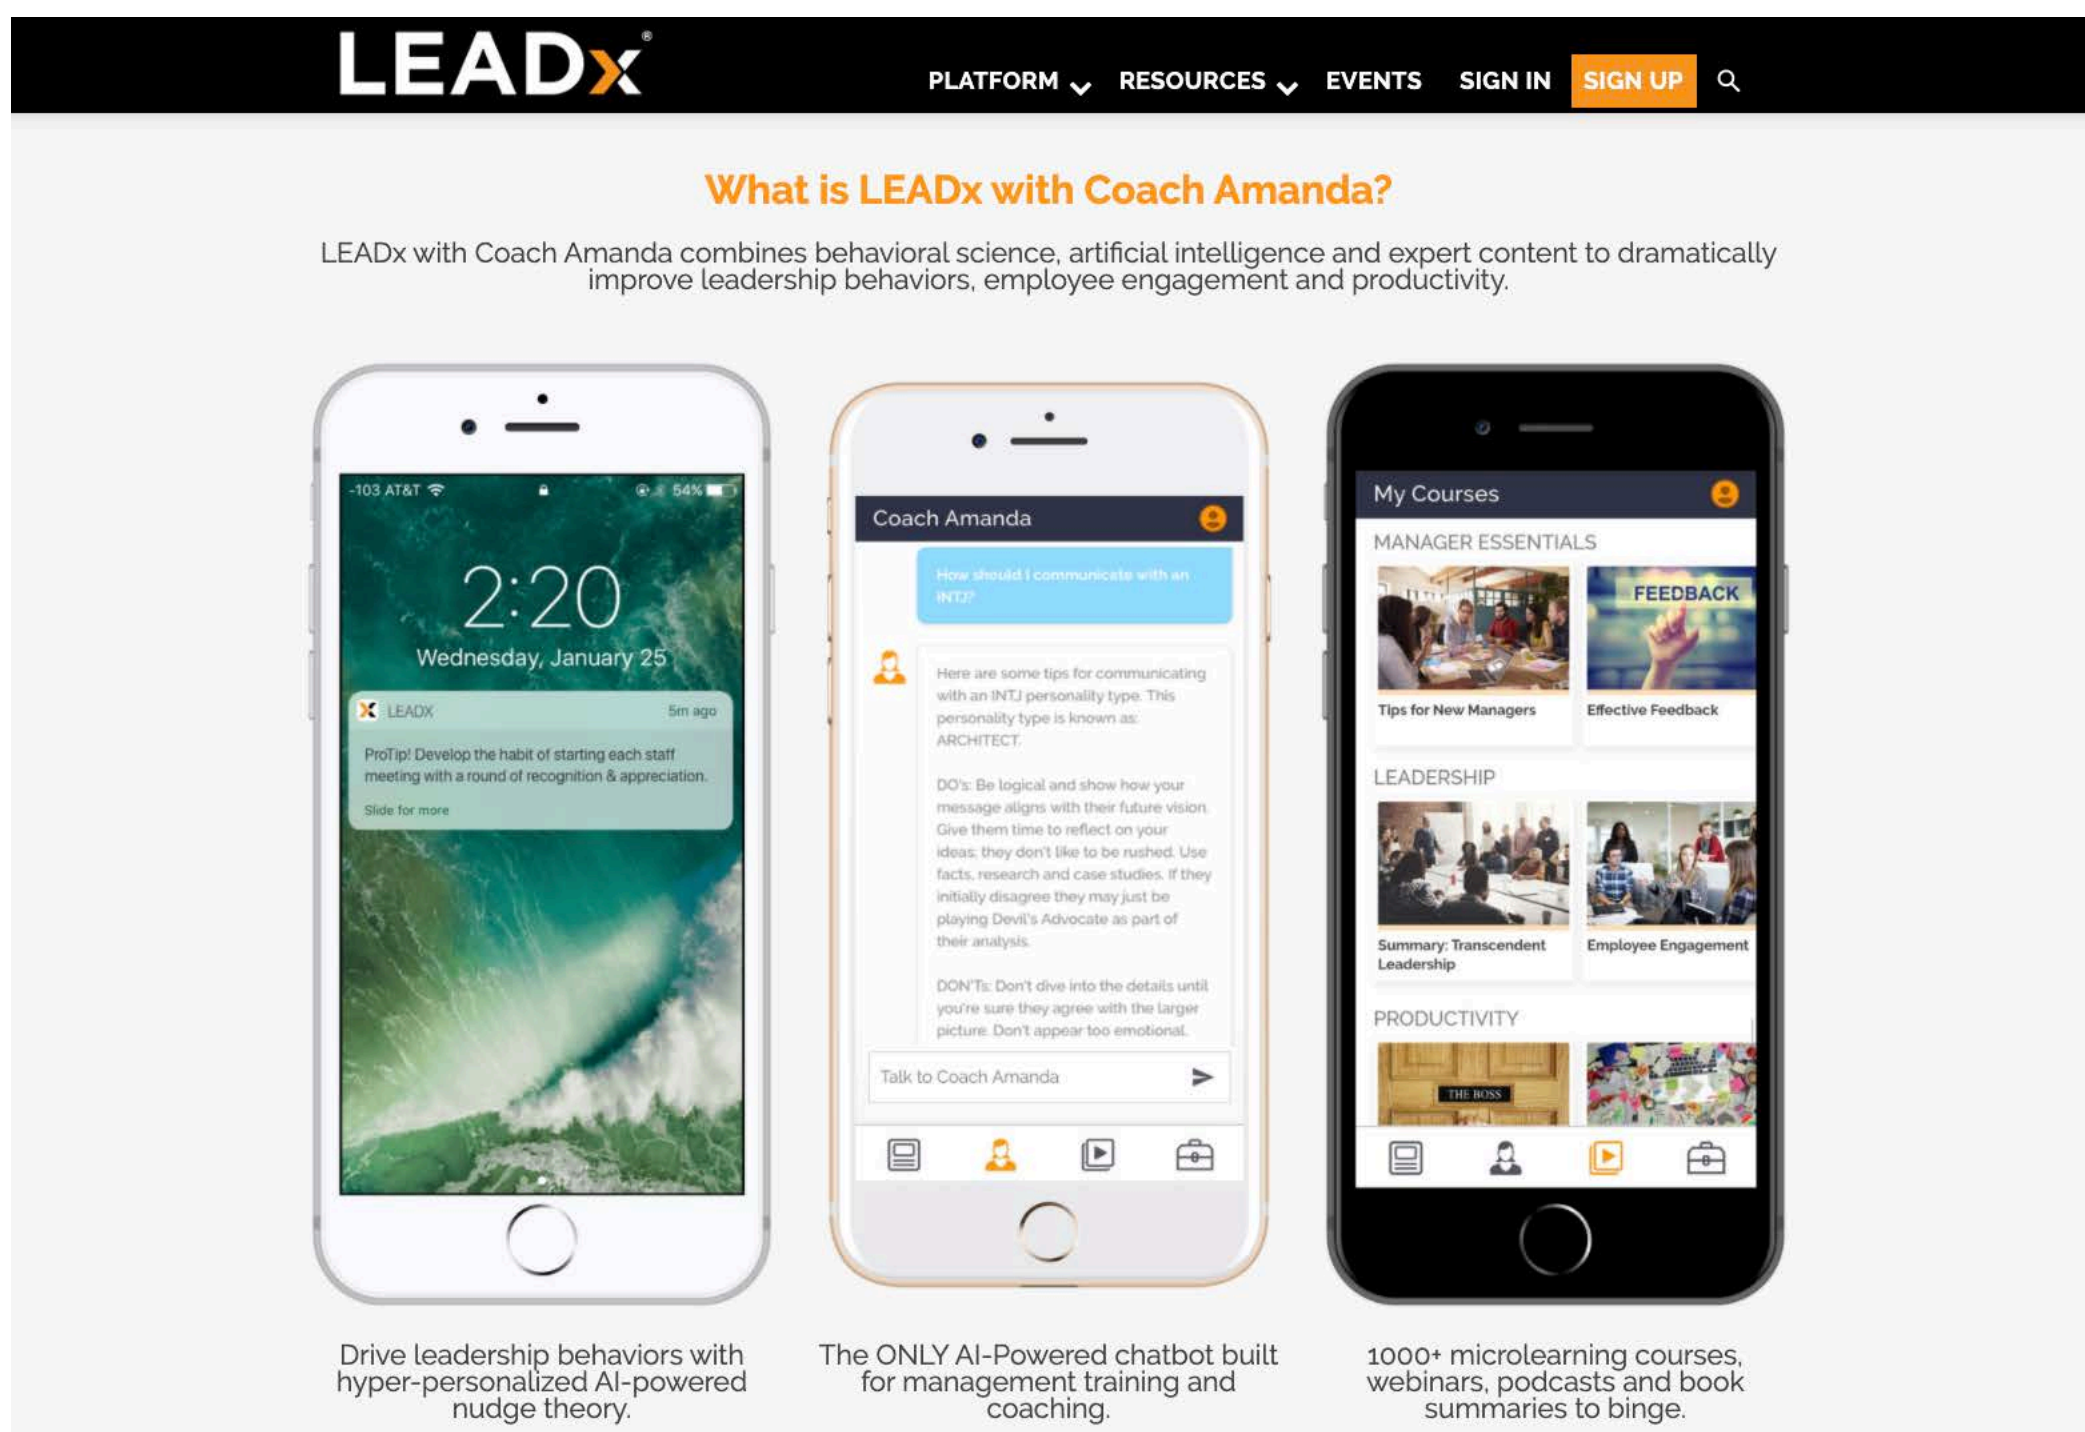 LEADx®
PLATFORM RESOURCES EVENTS SIGN IN SIGN UP
What is LEADx with Coach Amanda?
LEADx with Coach Amanda combines behavioral science, artificial intelligence and expert content to dramatically
improve leadership behaviors, employee engagement and productivity.
-103 AT&T 54%
2:20
Wednesday, January 25
LEADX 5m ago
ProTip! Develop the habit of starting each staff
meeting with a round of recognition & appreciation.
Slide for more
Drive leadership behaviors with
hyper-personalized AI-powered
nudge theory.
Coach Amanda
How should I communicate with an
INTJ?
Here are some tips for communicating
with an INTJ personality type. This
personality type is known as:
ARCHITECT.
DO's: Be logical and show how your
message aligns with their future vision.
Give them time to reflect on your
ideas; they don't like to be rushed. Use
facts, research and case studies. If they
initially disagree they may just be
playing Devil's Advocate as part of
their analysis.
DON'Ts: Don't dive into the details until
you're sure they agree with the larger
picture. Don't appear too emotional.
Talk to Coach Amanda
The ONLY AI-Powered chatbot built
for management training and
coaching.
My Courses
MANAGER ESSENTIALS
FEEDBACK
Tips for New Managers
Effective Feedback
LEADERSHIP
Summary: Transcendent
Leadership
Employee Engagement
PRODUCTIVITY
THE BOSS
1000+ microlearning courses,
webinars, podcasts and book
summaries to binge.